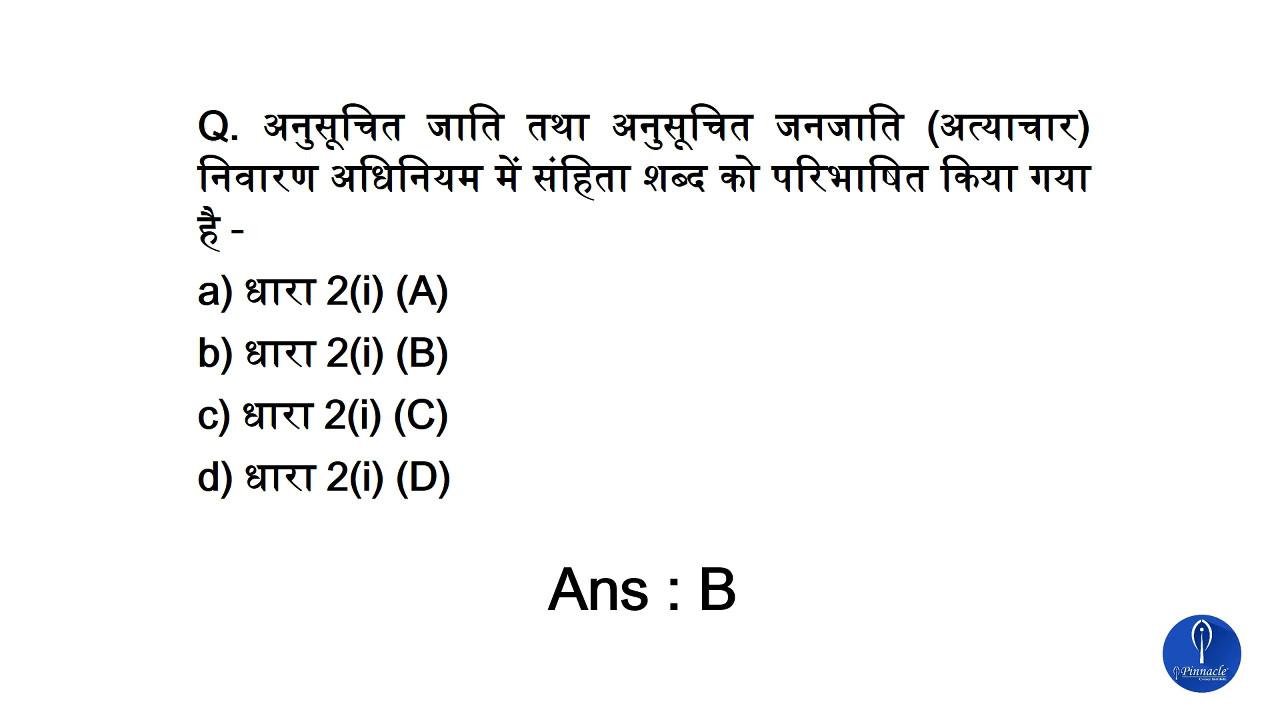 Q. अनुसूचित जाति तथा अनुसूचित जनजाति (अत्याचार)
निवारण अधिनियम में संहिता शब्द को परिभाषित किया गया
है -
a) धारा 2(i) (A)
b) धारा 2(i) (B)
c) धारा 2(i) (C)
d) धारा 2(i) (D)
Ans : B
Pinnacle